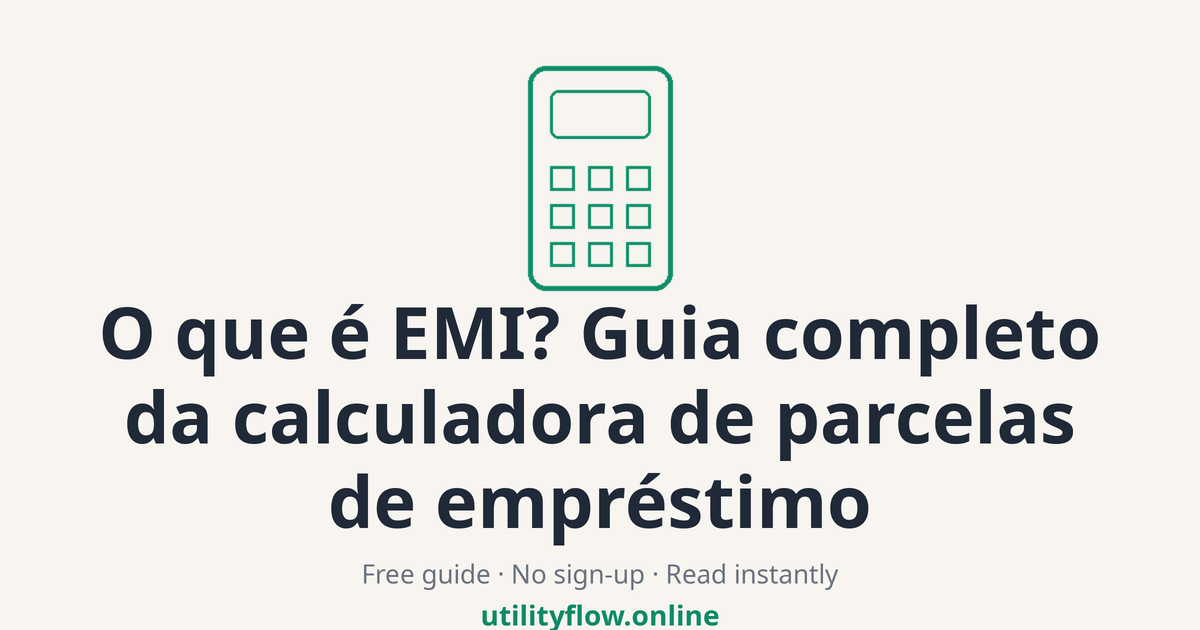 O que é EMI? Guia completo
da calculadora de parcelas
de empréstimo
Free guide · No sign-up · Read instantly
utilityflow.online